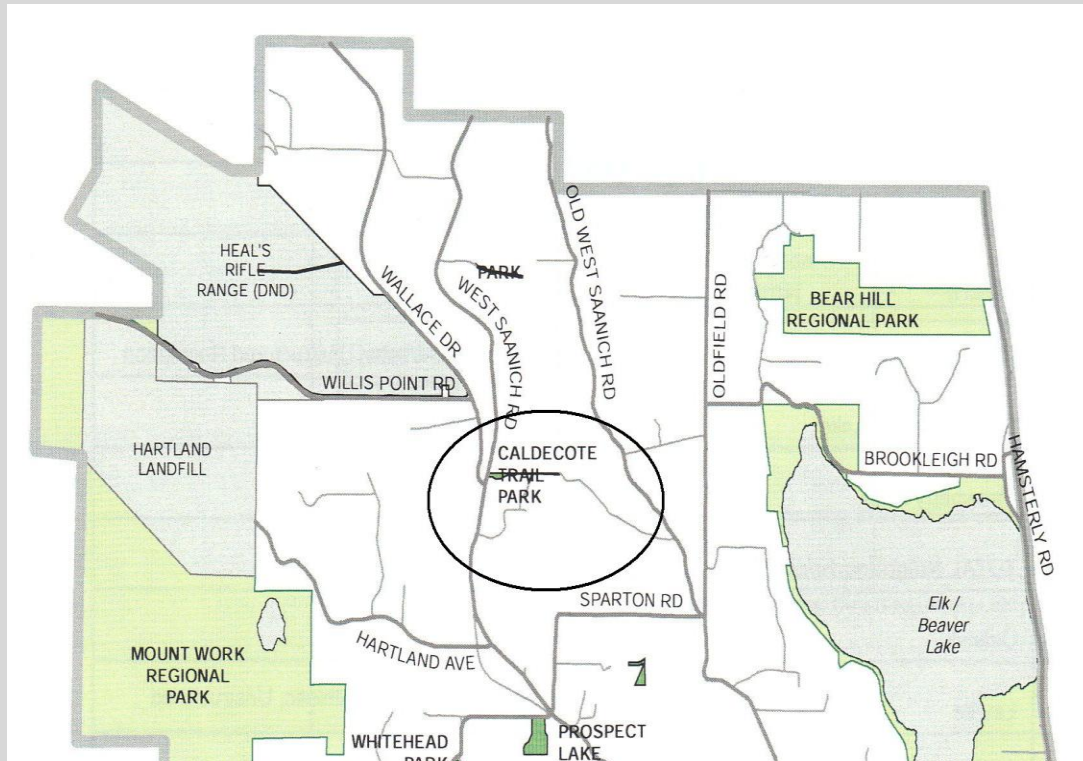 OLD WEST SAANICH RD
HEAL'S
RIFLE
RANGE (DND)
WALLACE DR
PARK
WEST SAANICH RD
OLDFIELD RD
BEAR HILL
REGIONAL PARK
WILLIS POINT RD
HARTLAND
LANDFILL
CALDECOTE
TRAIL
PARK
BROOKLEIGH RD
HAMSTERLY RD
SPARTON RD
Elk /
Beaver
Lake
HARTLAND AVE
MOUNT WORK
REGIONAL
PARK
WHITEHEAD
PARK
PROSPECT
LAKE